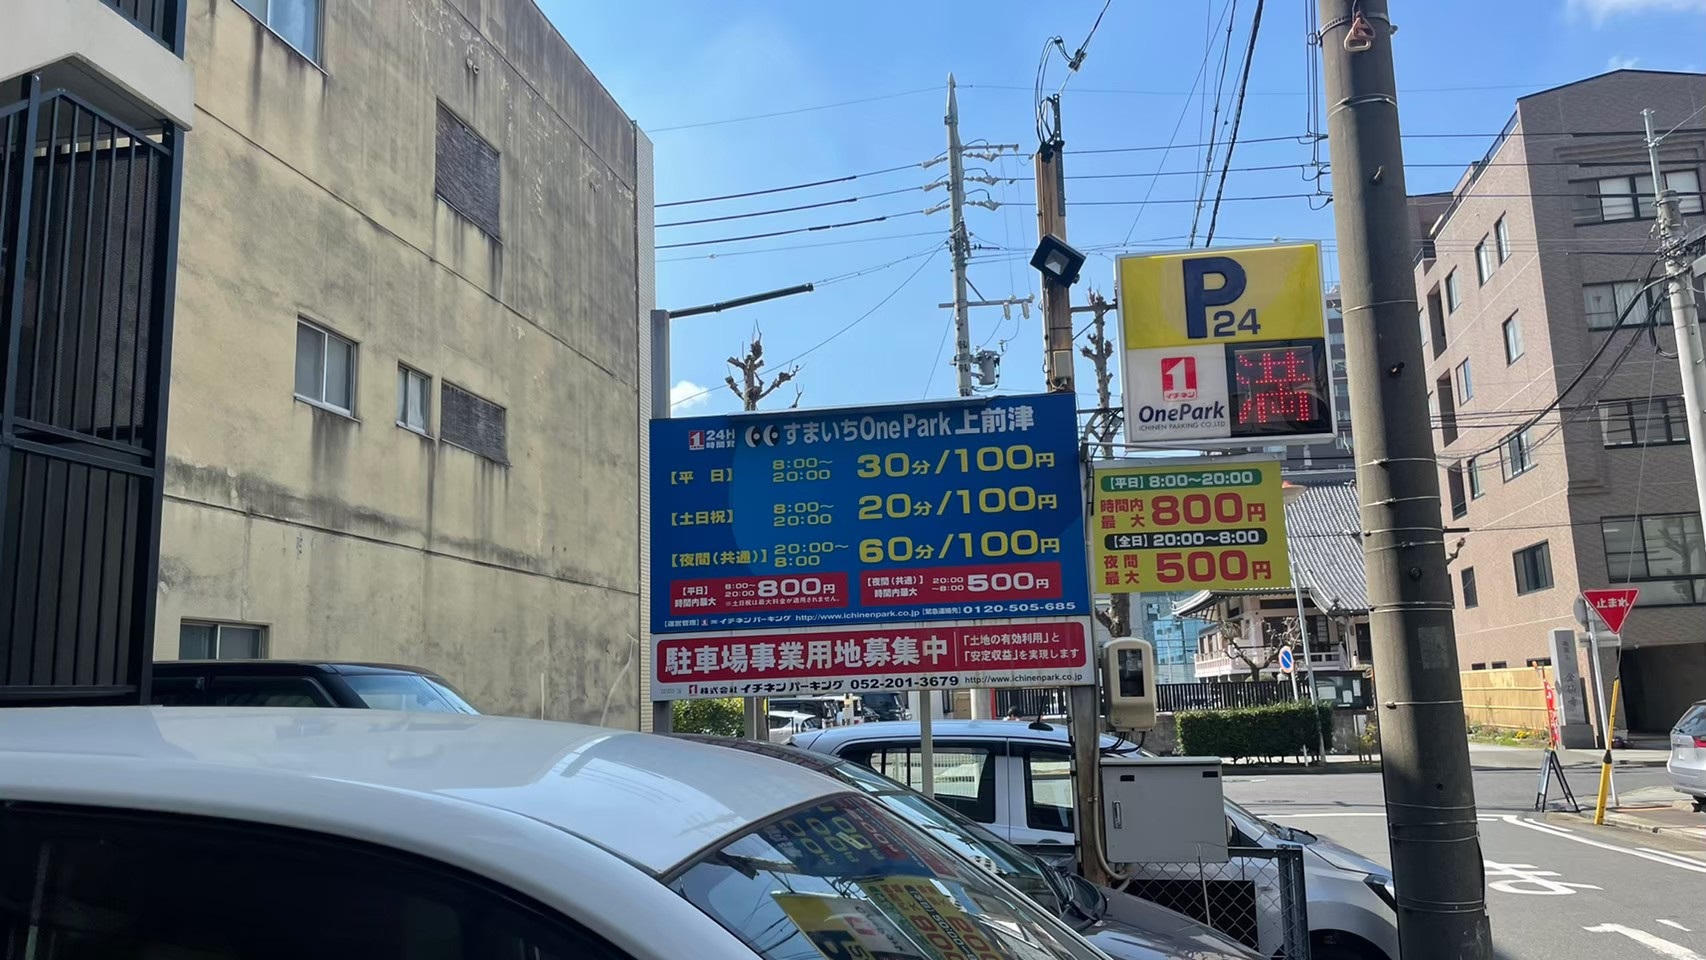 P24
1
イチネン
OnePark
ICHINEN PARKING CO.,LTD
満
24H
時間
すまいちOnePark 上前津
【平 日】 8:00〜20:00 30分/100円
【土日祝】 8:00〜20:00 20分/100円
【夜間(共通)】 20:00〜8:00 60分/100円
【平日】時間内最大 8:00〜20:00 800円
※土日祝は最大料金が適用されません。
【夜間(共通)】時間内最大 20:00〜8:00 500円
【運営管理】 ㈱イチネンパーキング http://www.ichinenpark.co.jp 【緊急連絡先】 0120-505-685
駐車場事業用地募集中
「土地の有効利用」と
「安定収益」を実現します
株式会社イチネンパーキング 052-201-3679 http://www.ichinenpark.co.jp
【平日】8:00〜20:00
時間内最大 800円
【全日】20:00〜8:00
夜間最大 500円
止まれ
止ま